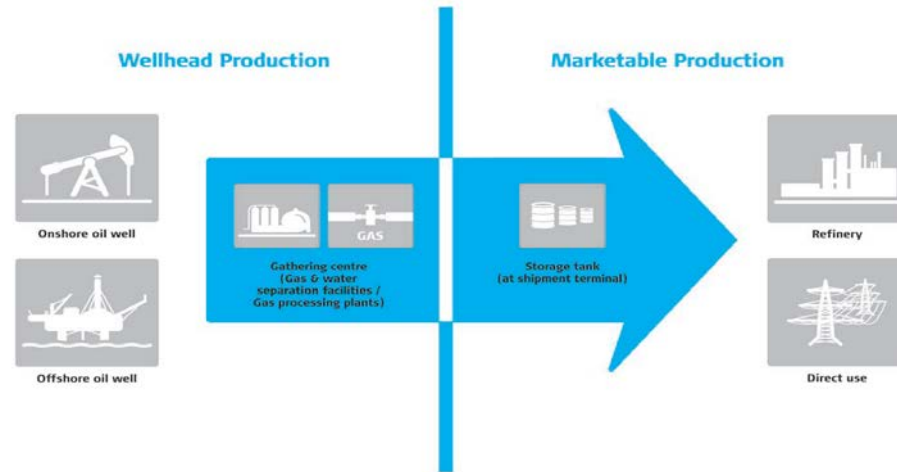 Wellhead Production
Marketable Production
Onshore oil well
Offshore oil well
GAS
Gathering centre
(Gas & water
separation facilities /
Gas processing plants)
Storage tank
(at shipment terminal)
Refinery
Direct use